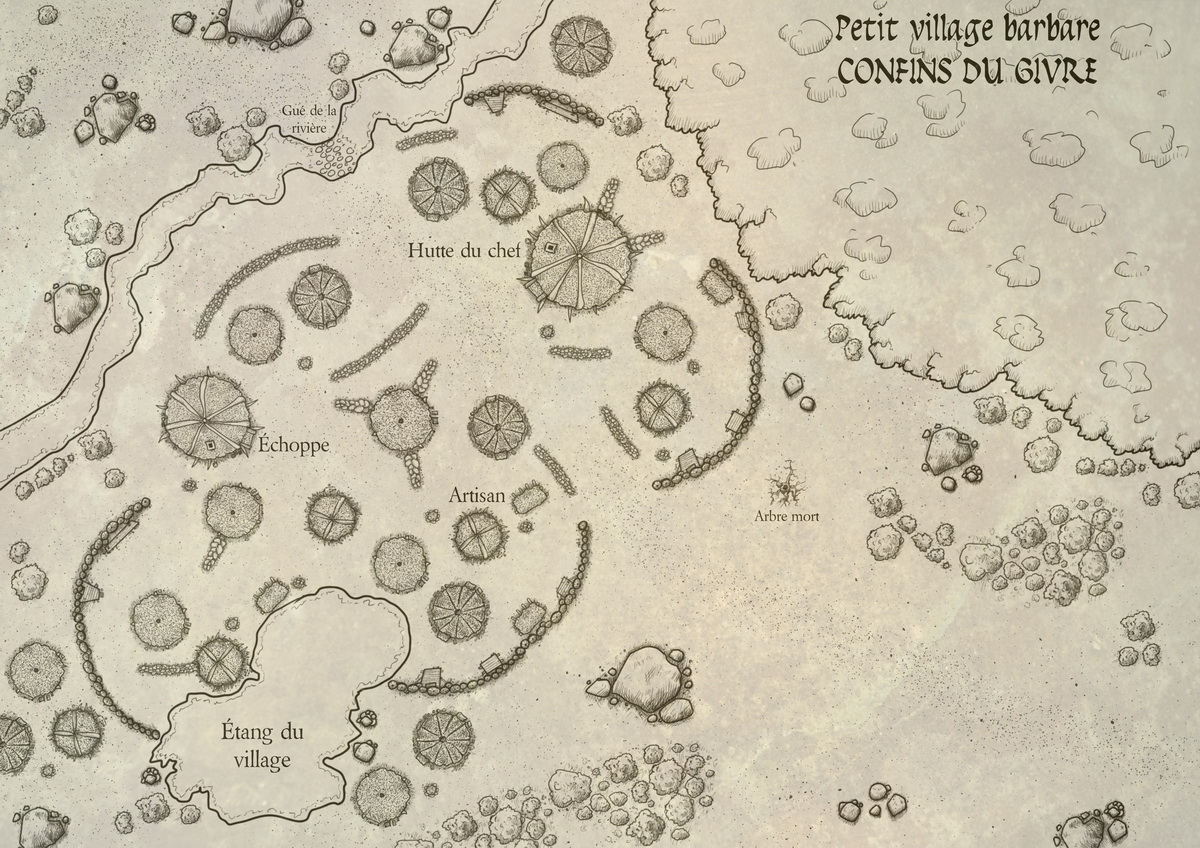 Petit village barbare
CONFINS DU GIVRE
Gué de la
rivière
Hutte du chef
Échoppe
Artisan
Arbre mort
Étang du
village